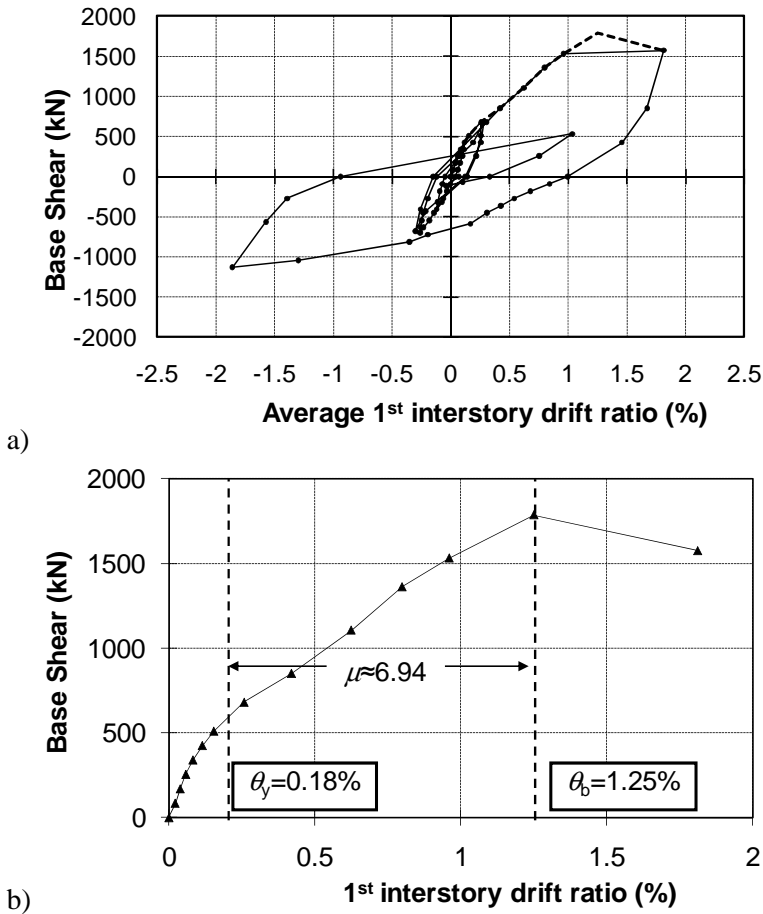 2000
1500
1000
500
0
-500
-1000
-1500
-2000
Base Shear (kN)
-2.5 -2 -1.5 -1 -0.5 0 0.5 1 1.5 2 2.5
Average 1st interstory drift ratio (%)
a)
2000
1500
1000
500
0
Base Shear (kN)
μ≈6.94
θy=0.18%
θb=1.25%
0 0.5 1 1.5 2
1st interstory drift ratio (%)
b)